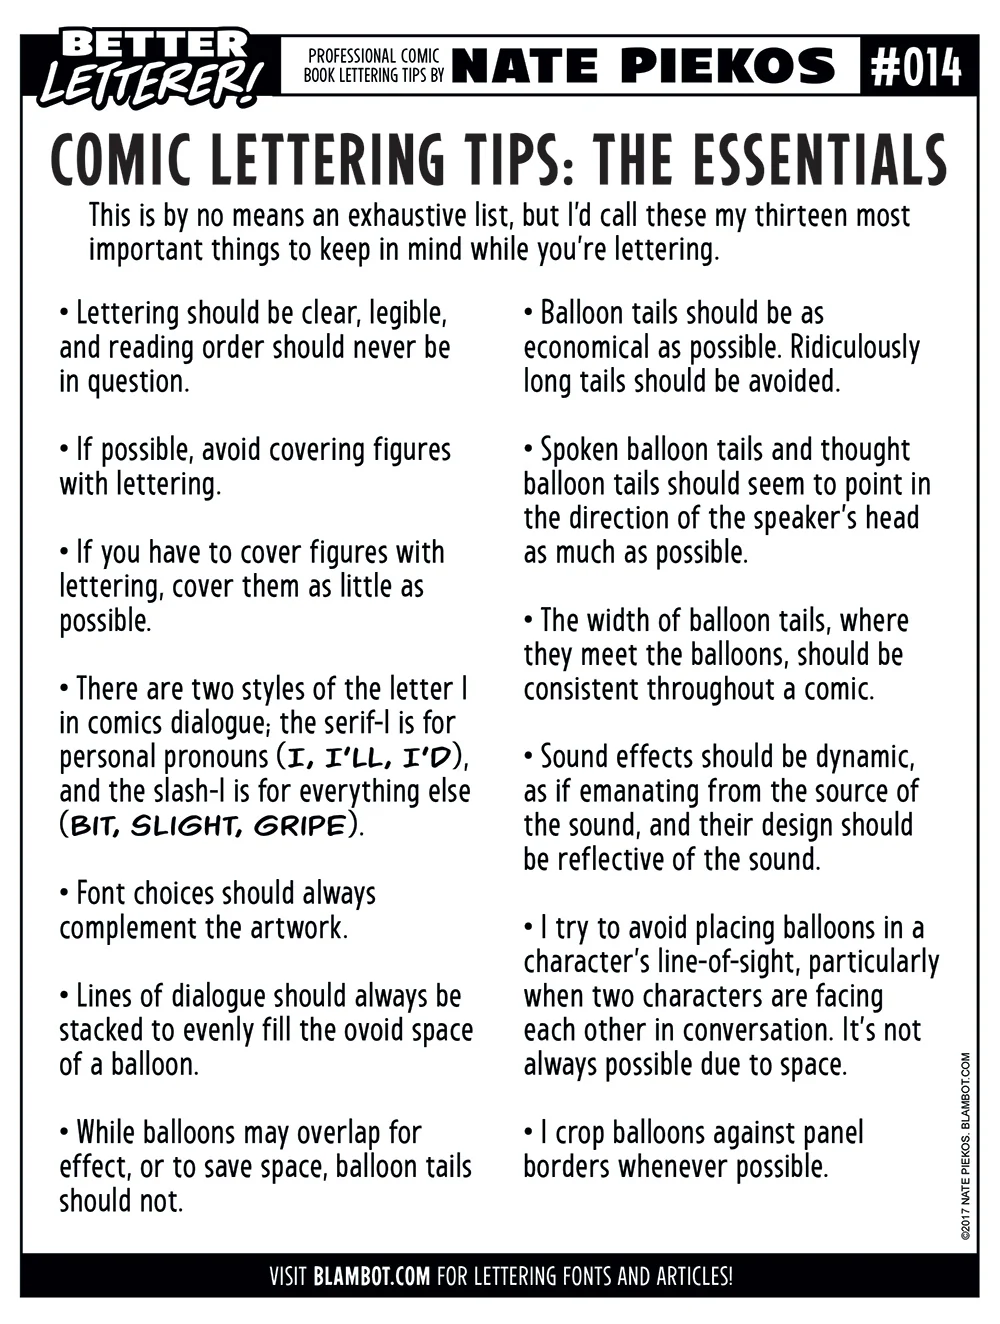 BETTER
LETTERER!
PROFESSIONAL COMIC
BOOK LETTERING TIPS BY
NATE PIEKOS
#014
COMIC LETTERING TIPS: THE ESSENTIALS
This is by no means an exhaustive list, but I'd call these my thirteen most
important things to keep in mind while you're lettering.
• Lettering should be clear, legible,
and reading order should never be
in question.
• If possible, avoid covering figures
with lettering.
• If you have to cover figures with
lettering, cover them as little as
possible.
• There are two styles of the letter I
in comics dialogue; the serif-I is for
personal pronouns (I, I'LL, I'D),
and the slash-I is for everything else
(BIT, SLIGHT, GRIPE).
• Font choices should always
complement the artwork.
• Lines of dialogue should always be
stacked to evenly fill the ovoid space
of a balloon.
• While balloons may overlap for
effect, or to save space, balloon tails
should not.
• Balloon tails should be as
economical as possible. Ridiculously
long tails should be avoided.
• Spoken balloon tails and thought
balloon tails should seem to point in
the direction of the speaker's head
as much as possible.
• The width of balloon tails, where
they meet the balloons, should be
consistent throughout a comic.
• Sound effects should be dynamic,
as if emanating from the source of
the sound, and their design should
be reflective of the sound.
• I try to avoid placing balloons in a
character's line-of-sight, particularly
when two characters are facing
each other in conversation. It's not
always possible due to space.
• I crop balloons against panel
borders whenever possible.
©2017 NATE PIEKOS. BLAMBOT.COM
VISIT BLAMBOT.COM FOR LETTERING FONTS AND ARTICLES!